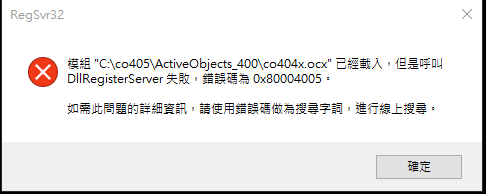 RegSvr32
模組 "C:\co405\ActiveObjects_400\co404x.ocx" 已經載入，但是呼叫
DllRegisterServer 失敗，錯誤碼為 0x80004005。
如需此問題的詳細資訊，請使用錯誤碼做為搜尋字詞，進行線上搜尋。
確定